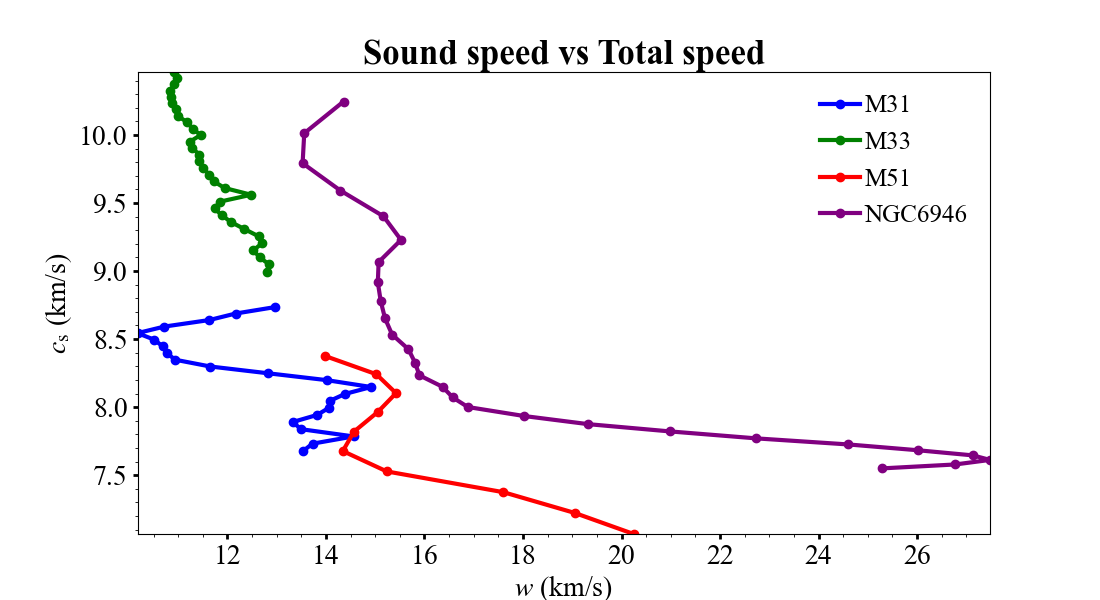 Sound speed vs Total speed
M31
M33
M51
NGC6946
10.0
9.5
9.0
8.5
8.0
7.5
c_s (km/s)
12 14 16 18 20 22 24 26
w (km/s)